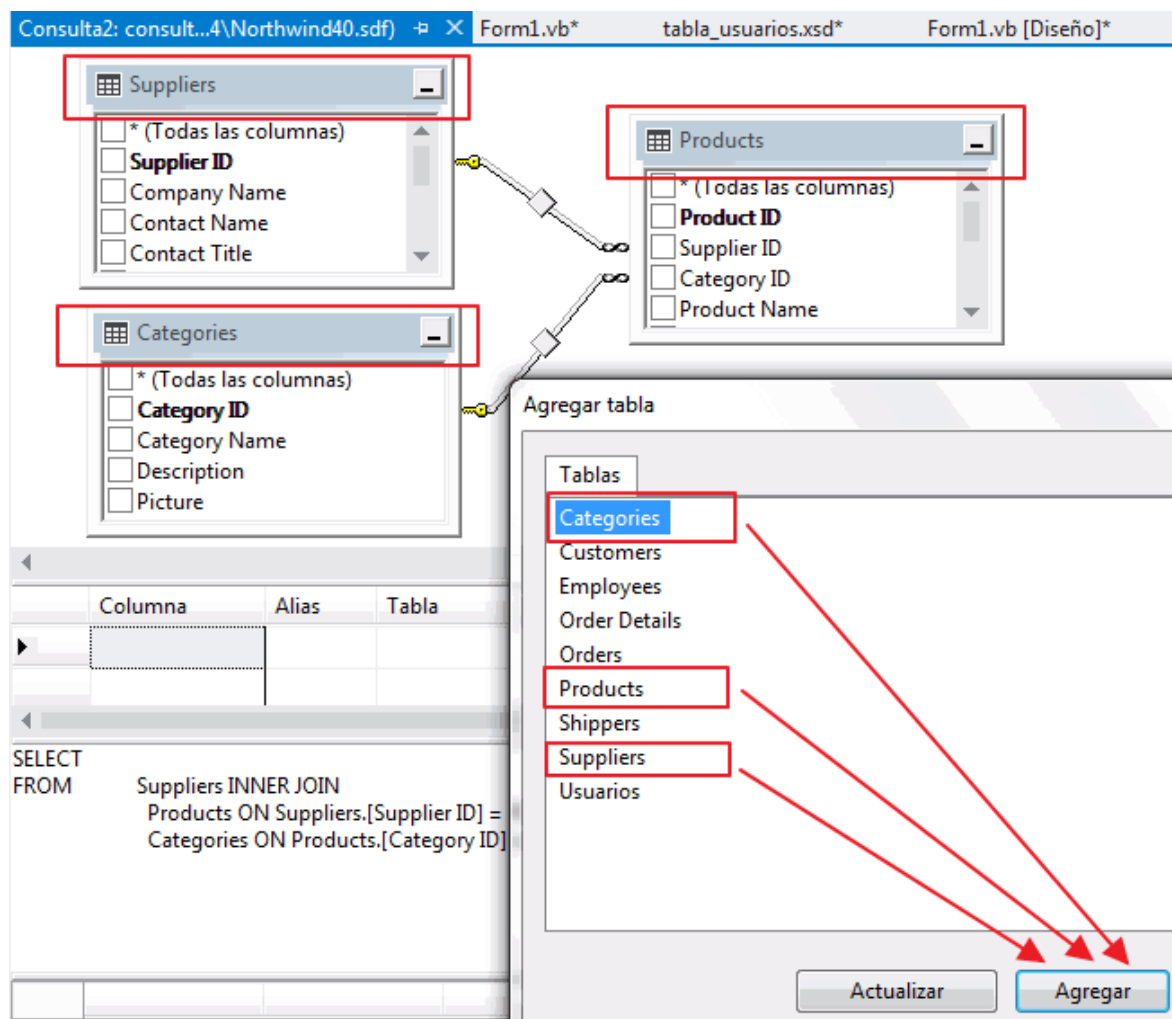 Consulta2: consult...4\Northwind40.sdf) Form1.vb* tabla_usuarios.xsd* Form1.vb [Diseño]*
Suppliers
* (Todas las columnas)
Supplier ID
Company Name
Contact Name
Contact Title
Products
* (Todas las columnas)
Product ID
Supplier ID
Category ID
Product Name
Categories
* (Todas las columnas)
Category ID
Category Name
Description
Picture
Agregar tabla
Tablas
Categories
Customers
Employees
Order Details
Orders
Products
Shippers
Suppliers
Usuarios
Actualizar Agregar
Columna Alias Tabla
SELECT
FROM Suppliers INNER JOIN
Products ON Suppliers.[Supplier ID] =
Categories ON Products.[Category ID]